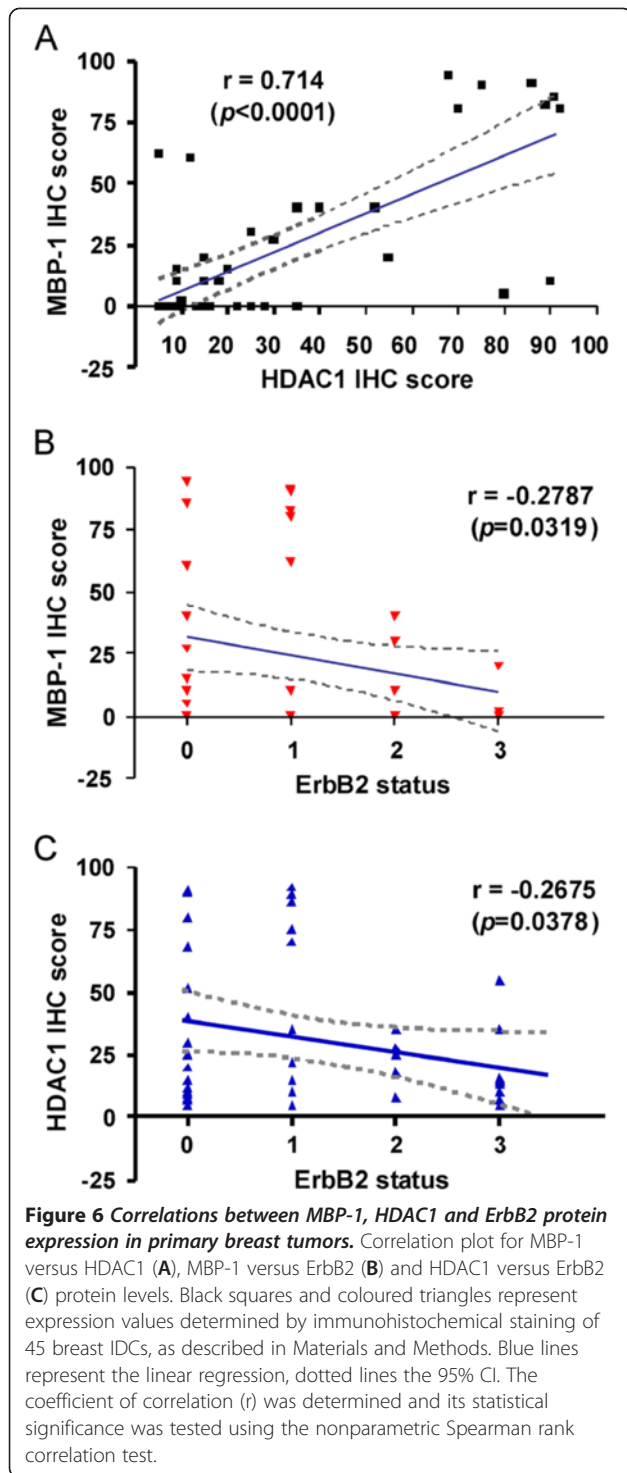 A
r = 0.714
(p<0.0001)
100
75
50
25
0
-25
MBP-1 IHC score
10 20 30 40 50 60 70 80 90 100
HDAC1 IHC score
B
r = -0.2787
(p=0.0319)
100
75
50
25
0
-25
MBP-1 IHC score
0 1 2 3
ErbB2 status
C
r = -0.2675
(p=0.0378)
100
75
50
25
0
-25
HDAC1 IHC score
0 1 2 3
ErbB2 status
Figure 6 Correlations between MBP-1, HDAC1 and ErbB2 protein
expression in primary breast tumors. Correlation plot for MBP-1
versus HDAC1 (A), MBP-1 versus ErbB2 (B) and HDAC1 versus ErbB2
(C) protein levels. Black squares and coloured triangles represent
expression values determined by immunohistochemical staining of
45 breast IDCs, as described in Materials and Methods. Blue lines
represent the linear regression, dotted lines the 95% CI. The
coefficient of correlation (r) was determined and its statistical
significance was tested using the nonparametric Spearman rank
correlation test.